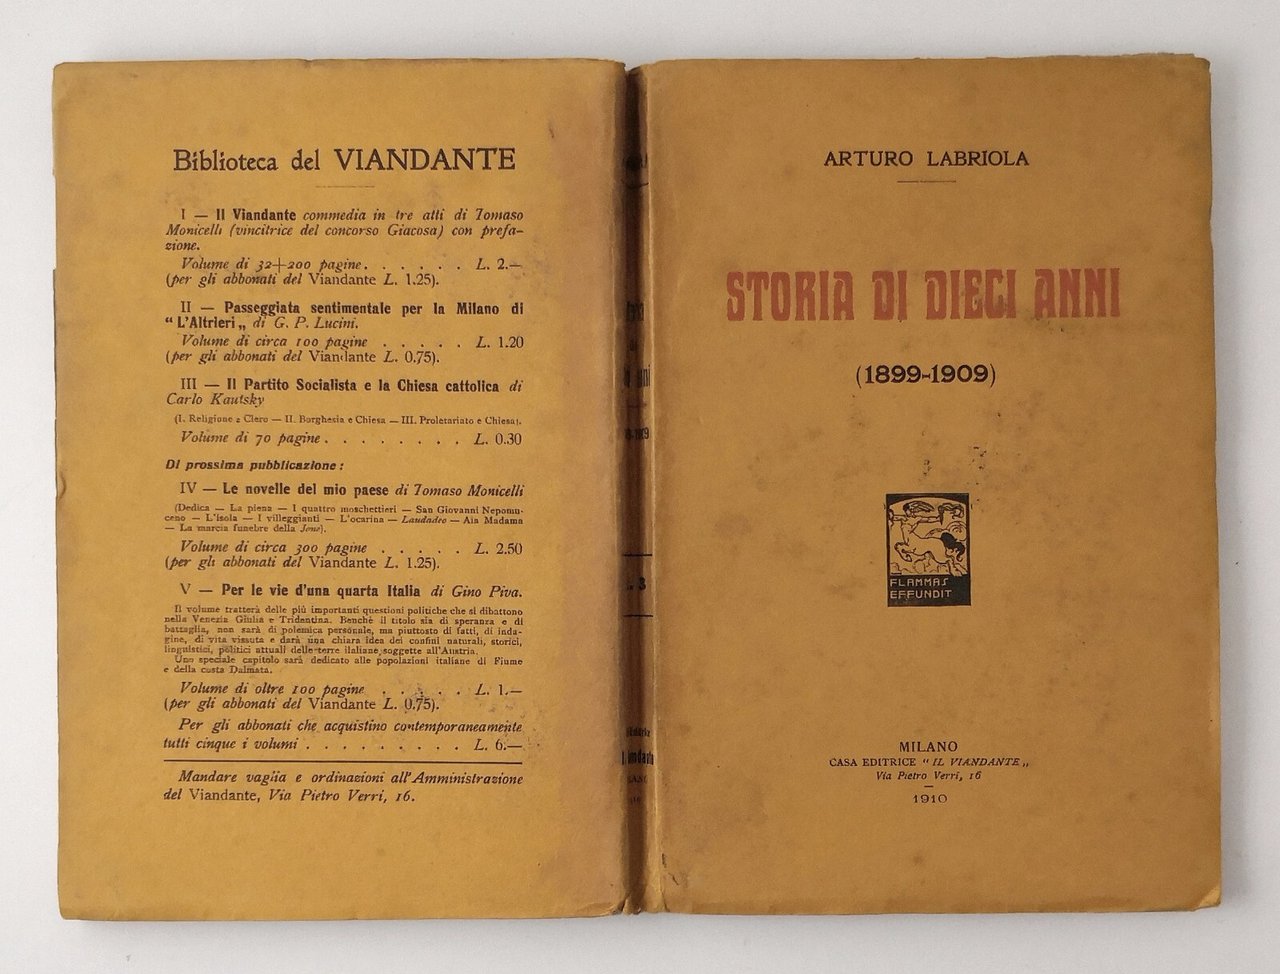 Biblioteca del VIANDANTE
I — Il Viandante commedia in tre atti di Tomaso
Monicelli (vincitrice del concorso Giacosa) con prefa-
zione.
Volume di 32+200 pagine. . . . . . L. 2.—
(per gli abbonati del Viandante L. 1.25).
II — Passeggiata sentimentale per la Milano di
“ L'Altrieri „ di G. P. Lucini.
Volume di circa 100 pagine . . . . . L. 1.20
(per gli abbonati del Viandante L. 0.75).
III — Il Partito Socialista e la Chiesa cattolica di
Carlo Kautsky
(I. Religione e Clero — II. Borghesia e Chiesa — III. Proletariato e Chiesa).
Volume di 70 pagine . . . . . . . . L. 0.30
Di prossima pubblicazione :
IV — Le novelle del mio paese di Tomaso Monicelli
(Dedica — La piena — I quattro moschettieri — San Giovanni Nepomu-
ceno — L'isola — I villeggianti — L'ocarina — Laudadeo — Aia Madama
— La marcia funebre della Jone).
Volume di circa 300 pagine . . . . . L. 2.50
(per gli abbonati del Viandante L. 1.25).
V — Per le vie d'una quarta Italia di Gino Piva.
Il volume tratterà delle più importanti questioni politiche che si dibattono
nella Venezia Giulia e Tridentina. Benchè il titolo sia di speranza e di
battaglia, non sarà di polemica personale, ma piuttosto di fatti, di inda-
gine, di vita vissuta e darà una chiara idea dei confini naturali, storici,
linguistici, politici attuali delle terre italiane soggette all'Austria.
Uno speciale capitolo sarà dedicato alle popolazioni italiane di Fiume
e della costa Dalmata.
Volume di oltre 100 pagine . . . . . L. 1.—
(per gli abbonati del Viandante L. 0.75).
Per gli abbonati che acquistino contemporaneamente
tutti cinque i volumi . . . . . . . . . L. 6.—
Mandare vaglia e ordinazioni all'Amministrazione
del Viandante, Via Pietro Verri, 16.
ARTURO LABRIOLA
STORIA DI DIECI ANNI
(1899-1909)
FLAMMAS
EFFUNDIT
MILANO
CASA EDITRICE “ IL VIANDANTE „
Via Pietro Verri, 16
1910